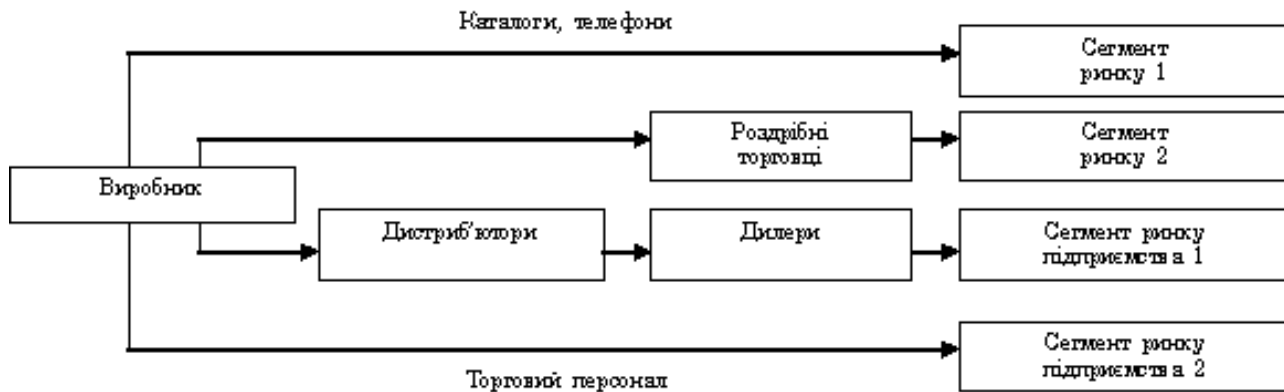 Каталоги, телефони
Сегмент
ринку 1
Роздрібні
торговці
Сегмент
ринку 2
Виробник
Дистриб'ютори
Дилери
Сегмент ринку
підприємства 1
Сегмент ринку
підприємства 2
Торговий персонал